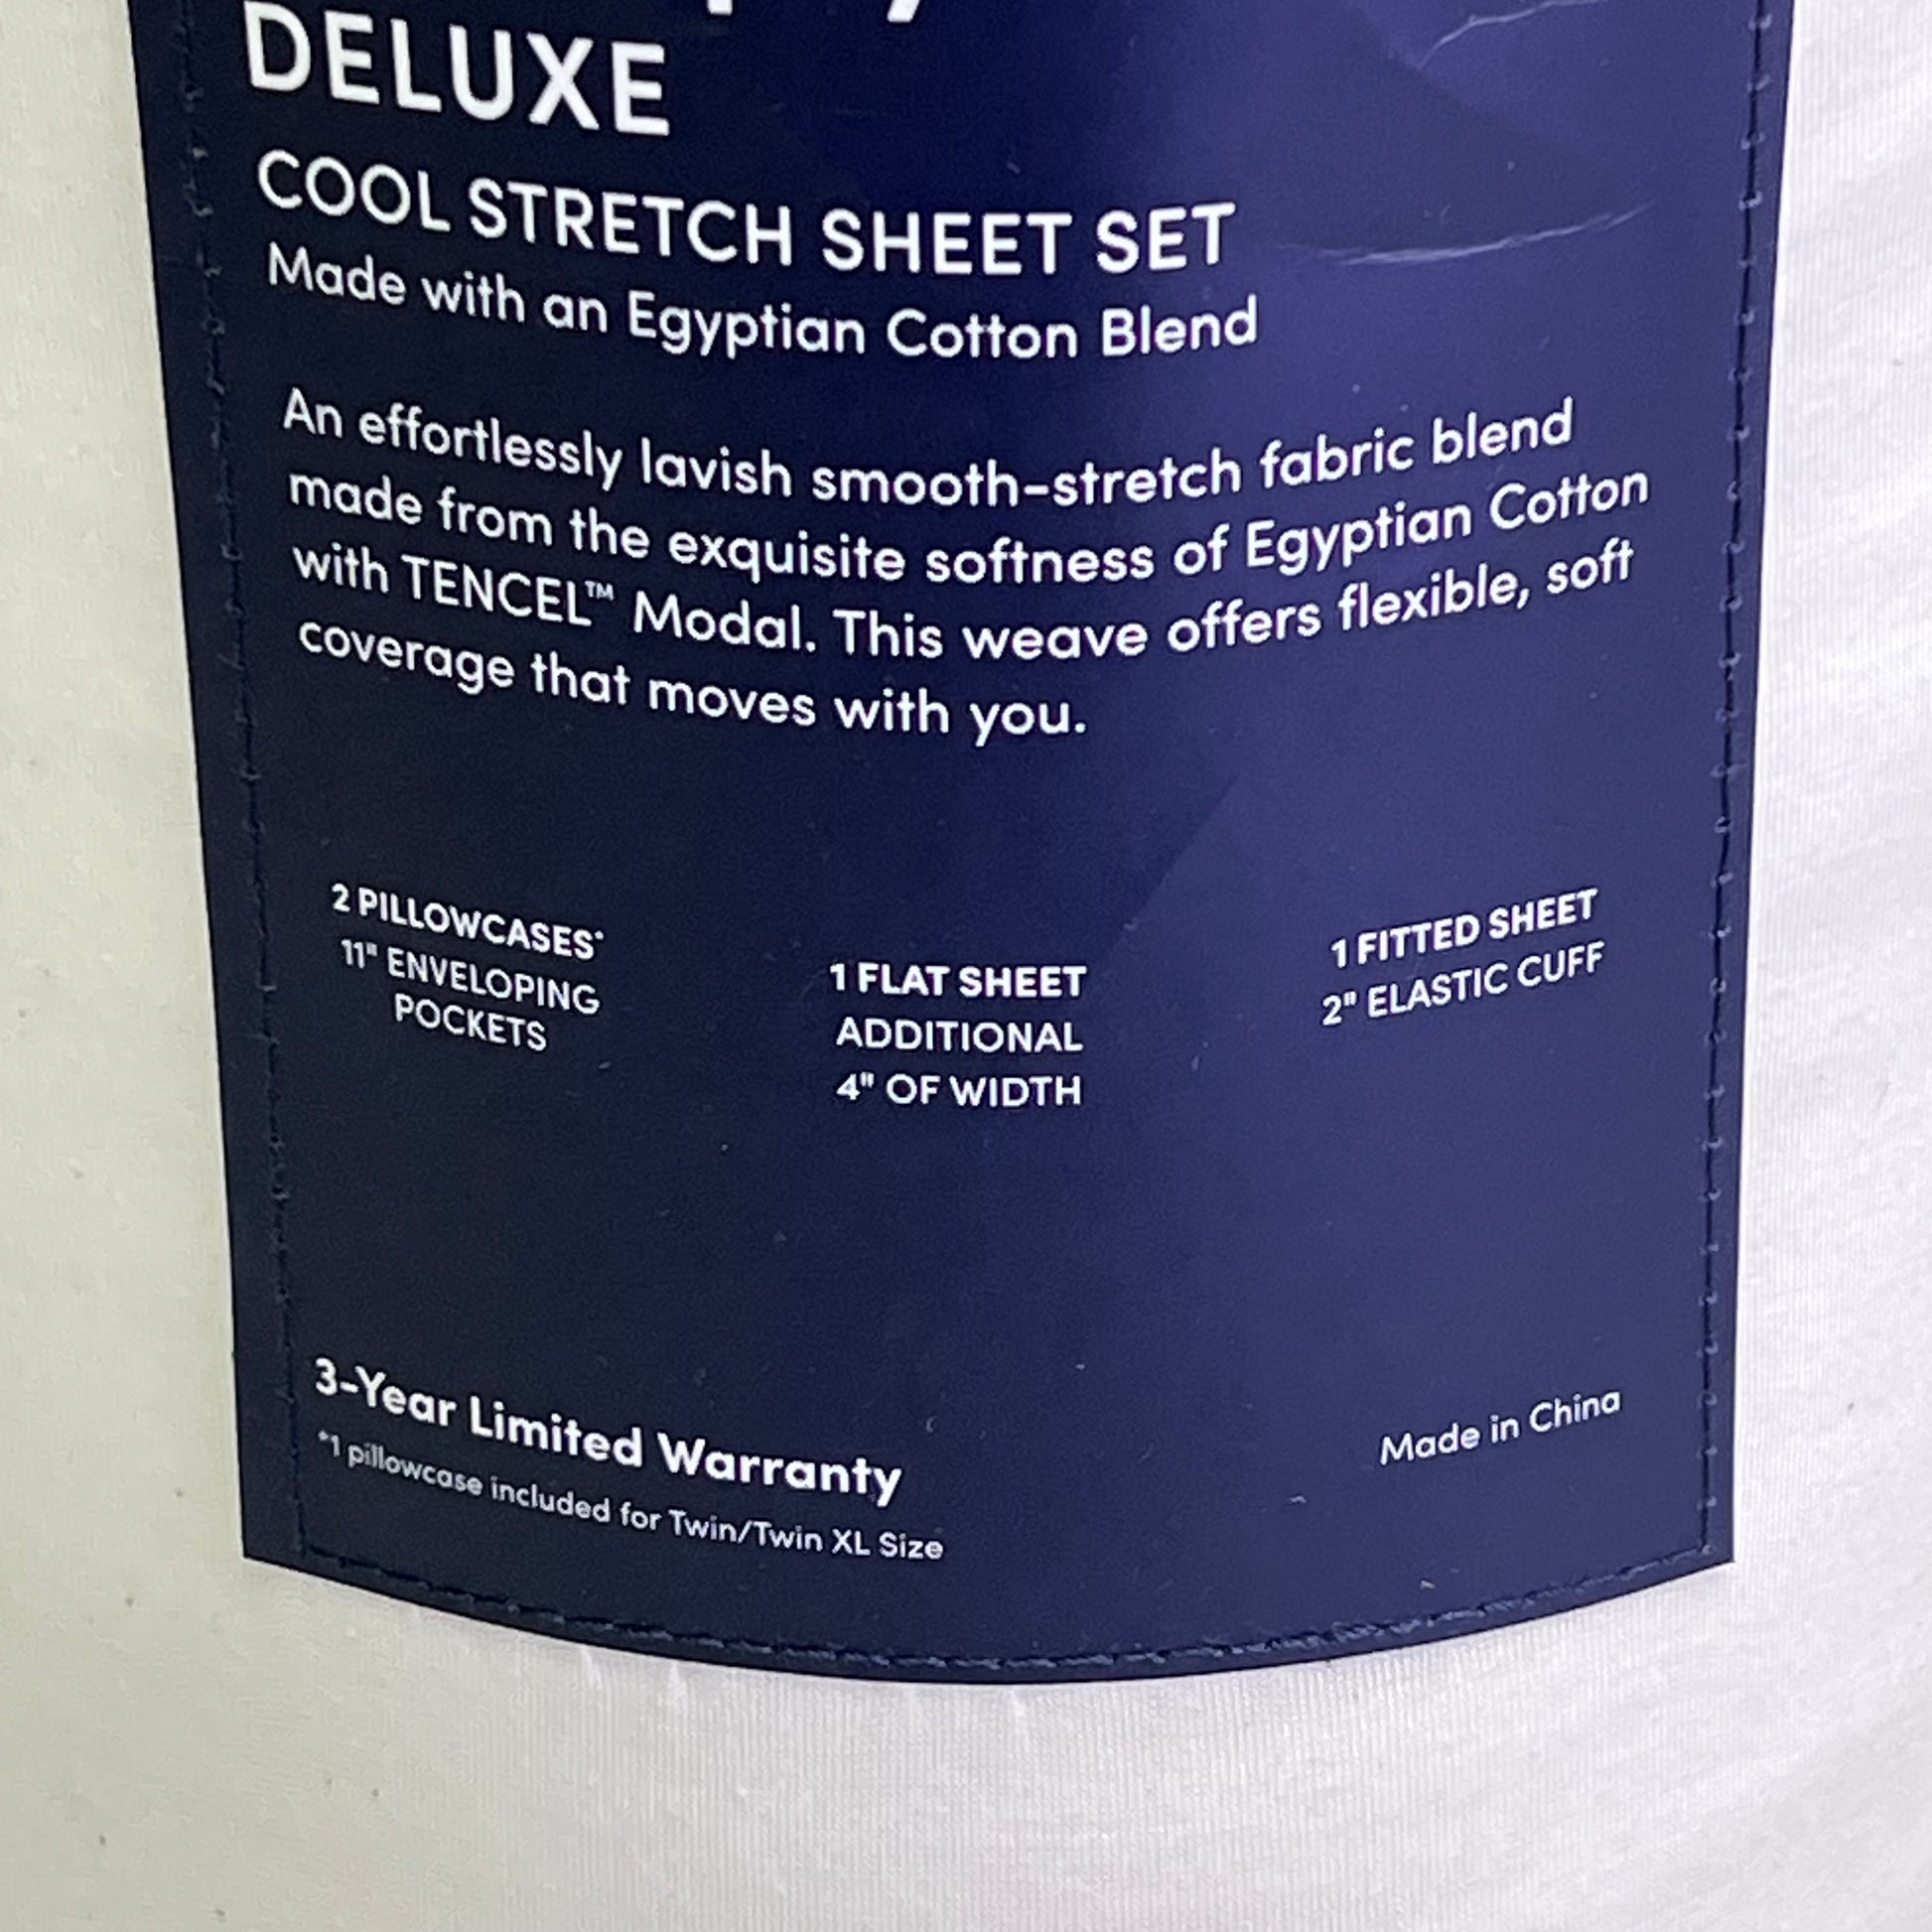 DELUXE
COOL STRETCH SHEET SET
Made with an Egyptian Cotton Blend
An effortlessly lavish smooth-stretch fabric blend
made from the exquisite softness of Egyptian Cotton
with TENCEL™ Modal. This weave offers flexible, soft
coverage that moves with you.
2 PILLOWCASES*
11" ENVELOPING
POCKETS
1 FLAT SHEET
ADDITIONAL
4" OF WIDTH
1 FITTED SHEET
2" ELASTIC CUFF
3-Year Limited Warranty
*1 pillowcase included for Twin/Twin XL Size
Made in China